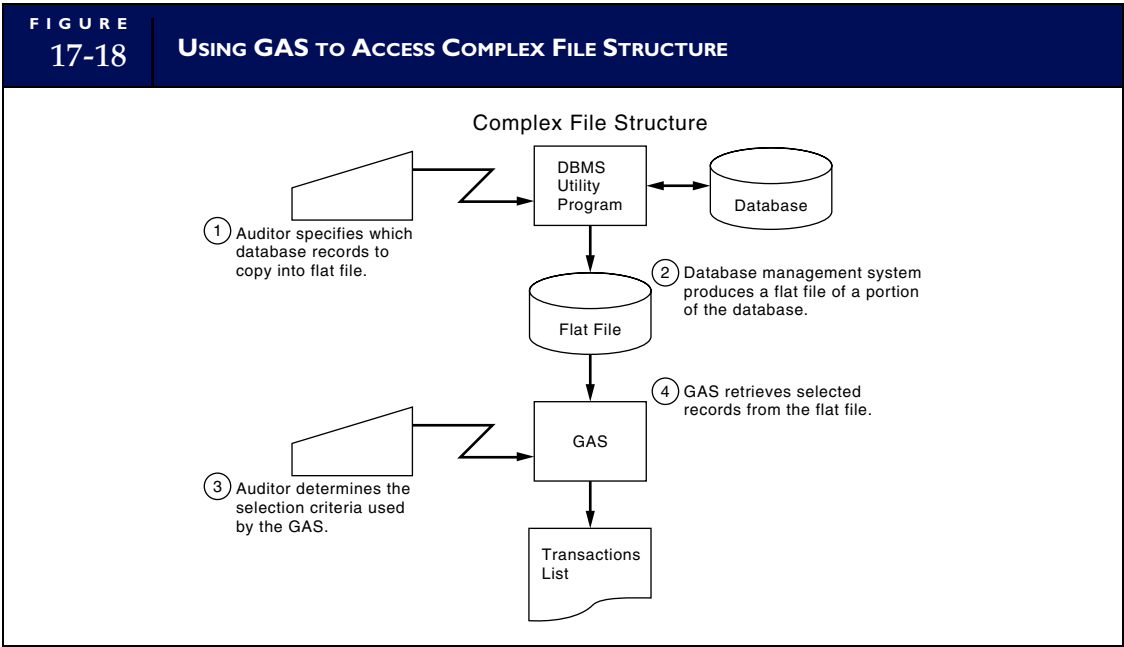 FIGURE
17-18
USING GAS TO ACCESS COMPLEX FILE STRUCTURE
Complex File Structure
DBMS
Utility
Program
Database
1 Auditor specifies which
database records to
copy into flat file.
2 Database management system
produces a flat file of a portion
of the database.
Flat File
4 GAS retrieves selected
records from the flat file.
GAS
3 Auditor determines the
selection criteria used
by the GAS.
Transactions
List